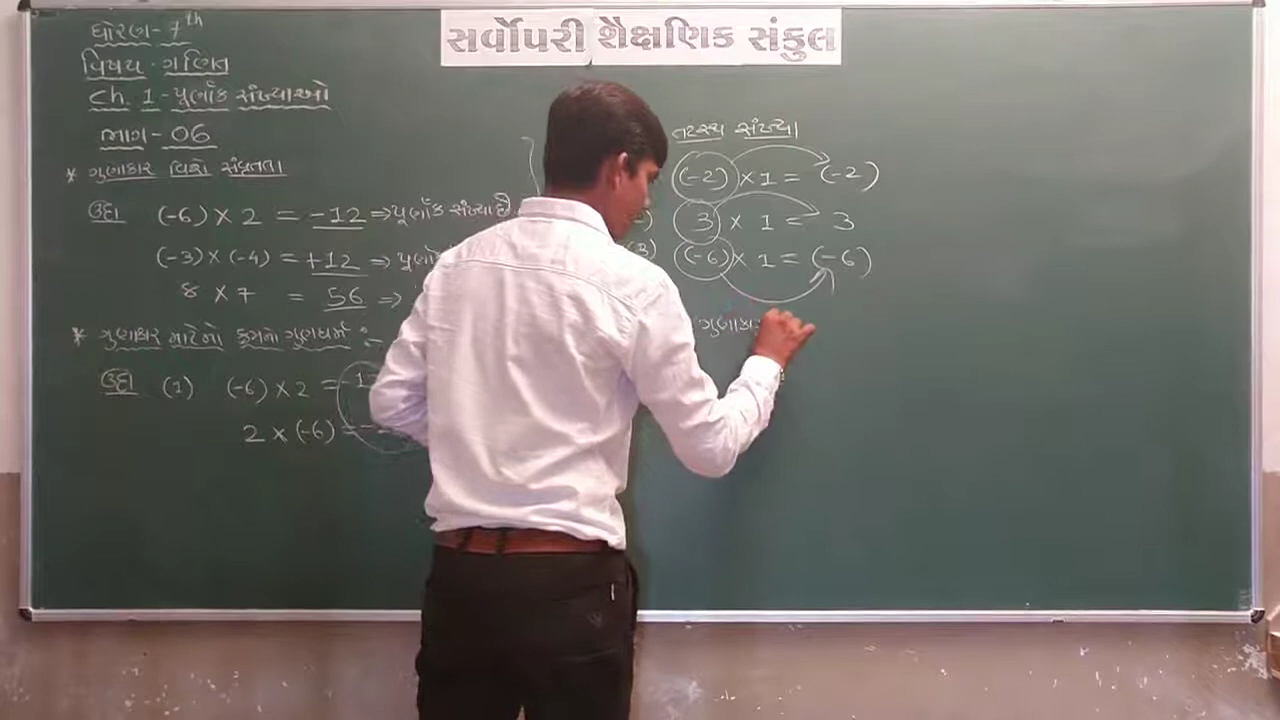 સર્વોપરી શૈક્ષણિક સંકુલ
ધોરણ- 7th
વિષય - ગણિત
Ch. 1 - પૂર્ણાંક સંખ્યાઓ
ભાગ- 06
* ગુણાકાર વિશે સંવૃતતા
ઉદા (-6) × 2 = -12 ⇒ પૂર્ણાંક સંખ્યા છે
(-3) × (-4) = +12 ⇒
8 × 7 = 56 ⇒
* ગુણાકાર માટેનો ક્રમનો ગુણધર્મ :-
ઉદા (1) (-6) × 2 =
2 × (-6) =
તટસ્થ સંખ્યા
(-2) × 1 = (-2)
3 × 1 = 3
(-6) × 1 = (-6)